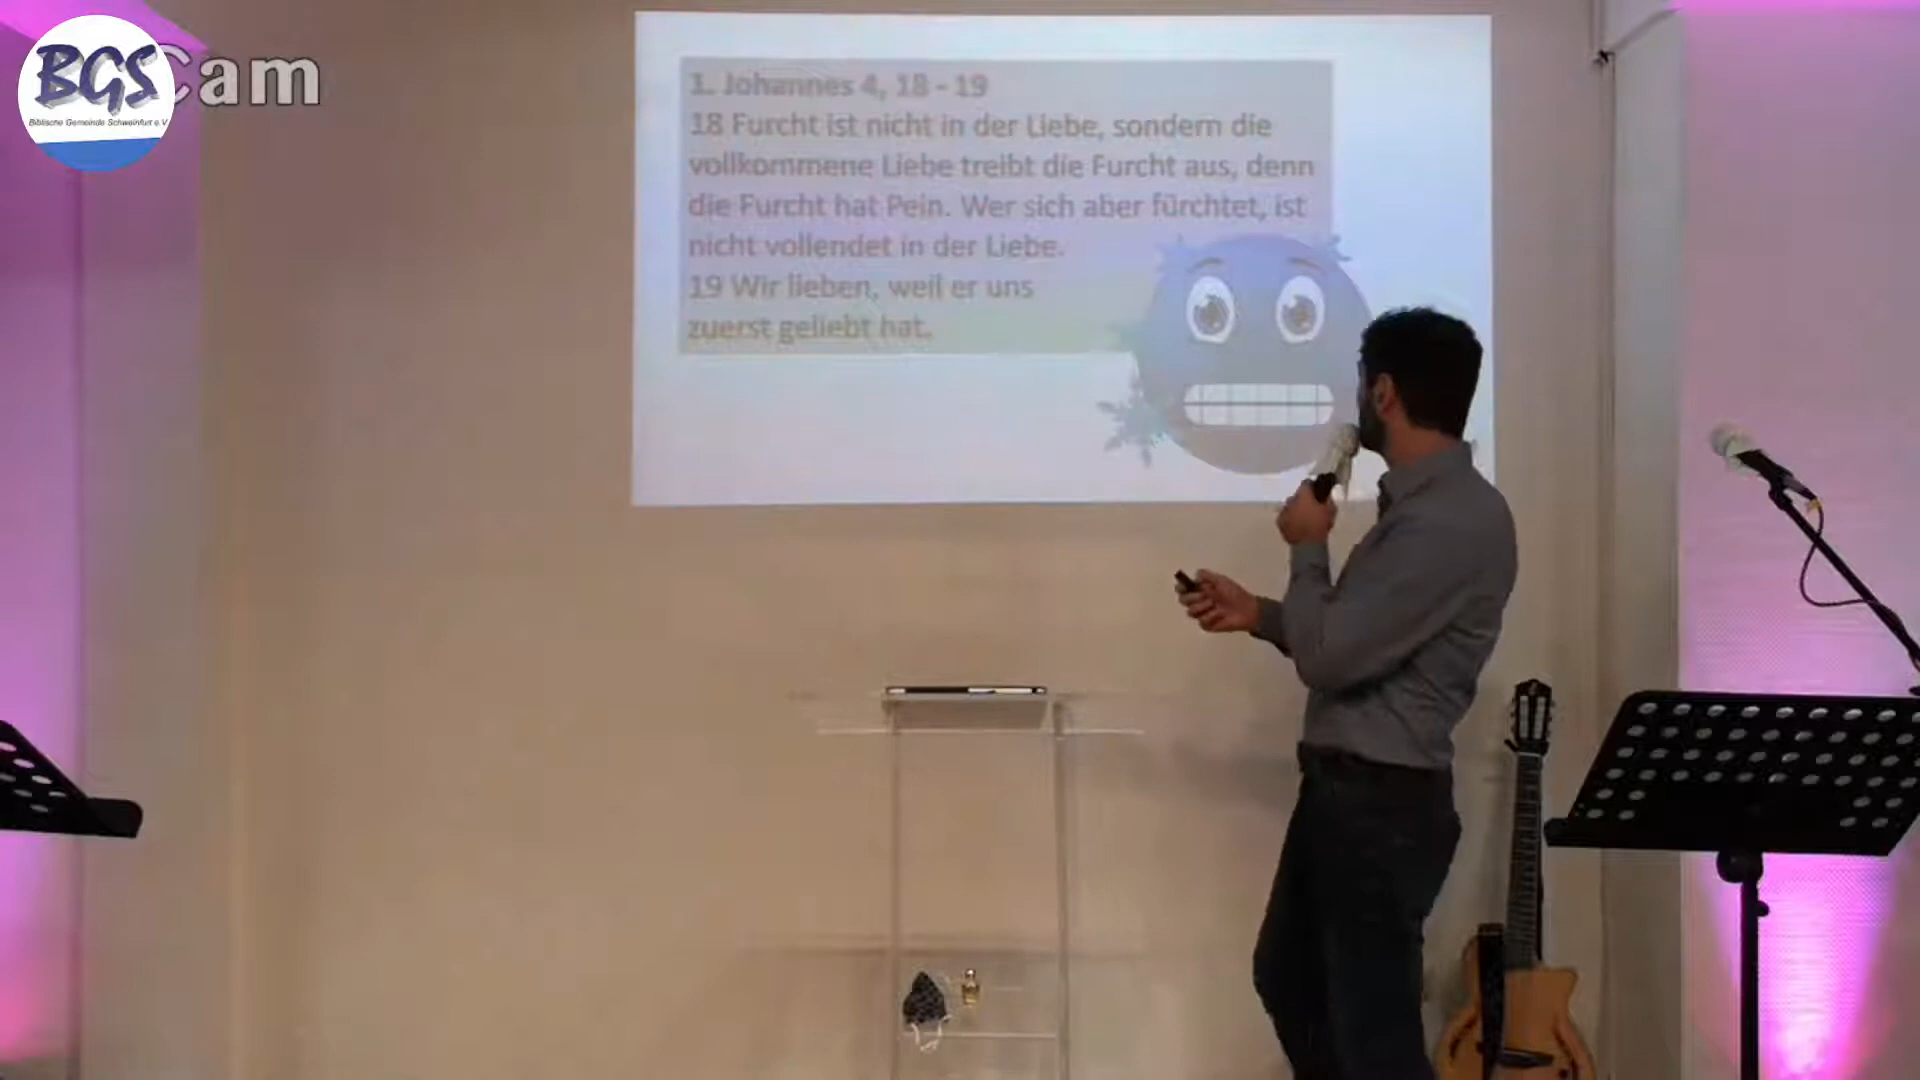 BGS
Cam
Biblische Gemeinde Schweinfurt e.V.
1. Johannes 4, 18 - 19
18 Furcht ist nicht in der Liebe, sondern die
vollkommene Liebe treibt die Furcht aus, denn
die Furcht hat Pein. Wer sich aber fürchtet, ist
nicht vollendet in der Liebe.
19 Wir lieben, weil er uns
zuerst geliebt hat.